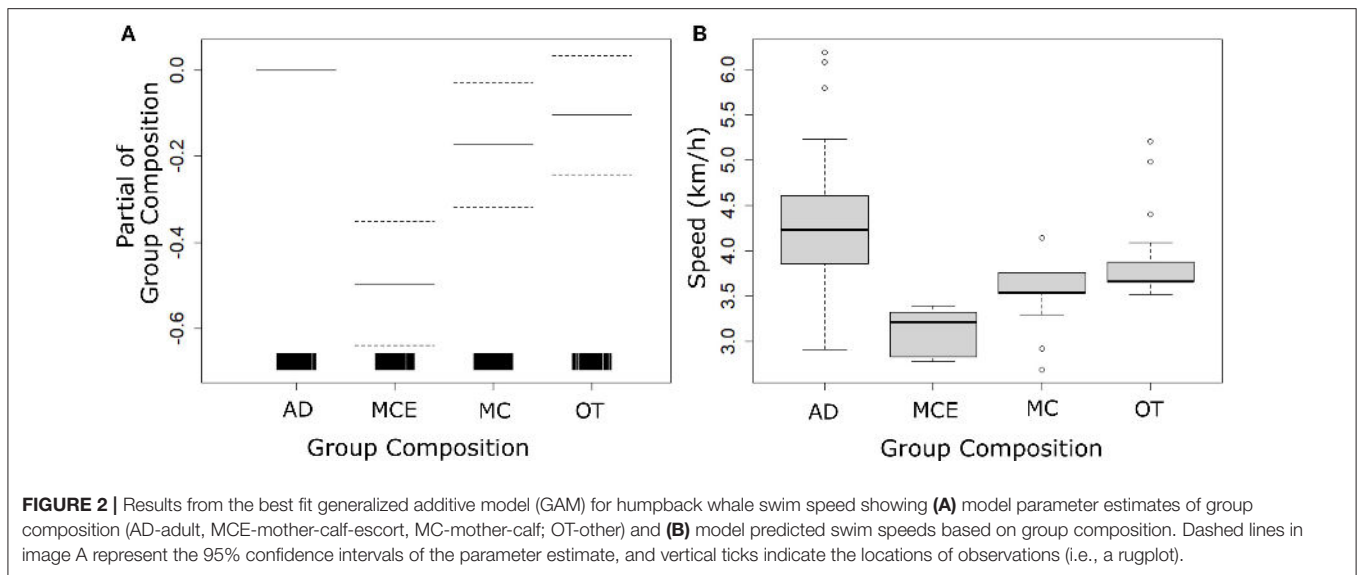 A
Partial of
Group Composition
0.0
-0.2
-0.4
-0.6
AD MCE MC OT
Group Composition
B
Speed (km/h)
6.0
5.5
5.0
4.5
4.0
3.5
3.0
AD MCE MC OT
Group Composition
FIGURE 2 | Results from the best fit generalized additive model (GAM) for humpback whale swim speed showing (A) model parameter estimates of group
composition (AD-adult, MCE-mother-calf-escort, MC-mother-calf; OT-other) and (B) model predicted swim speeds based on group composition. Dashed lines in
image A represent the 95% confidence intervals of the parameter estimate, and vertical ticks indicate the locations of observations (i.e., a rugplot).